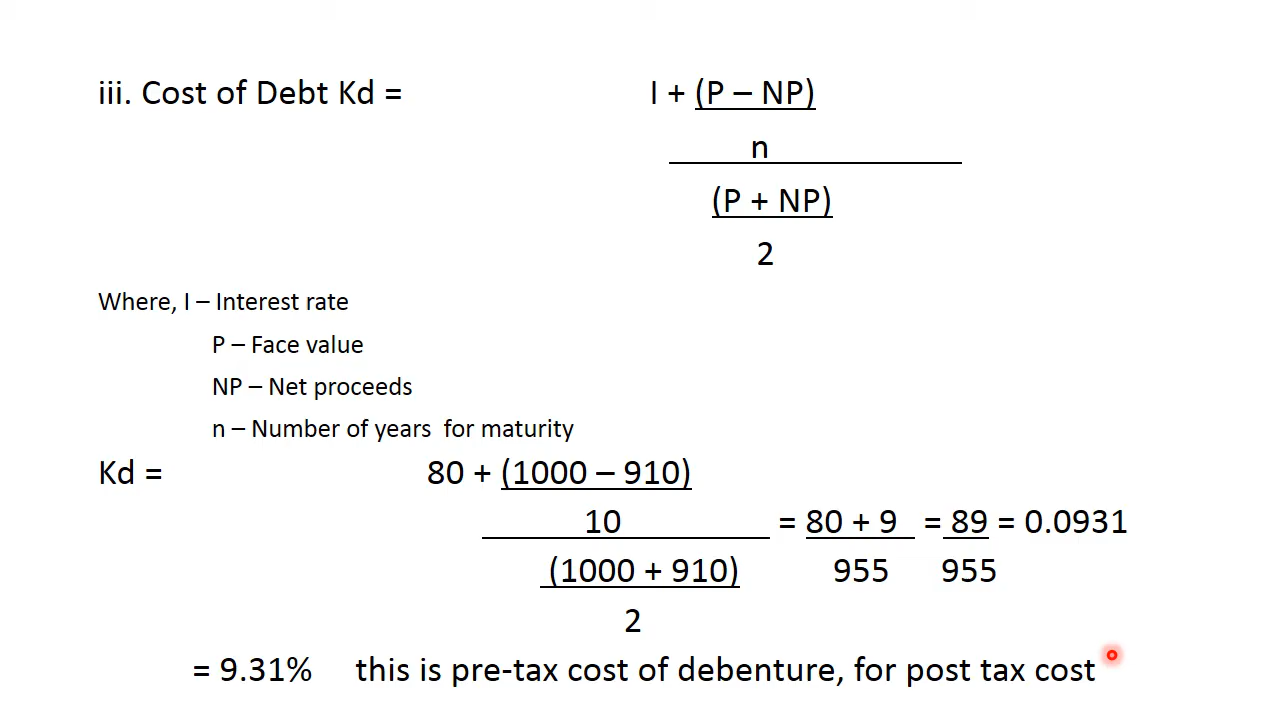 iii. Cost of Debt Kd = I + (P – NP)
n
(P + NP)
2
Where, I – Interest rate
P – Face value
NP – Net proceeds
n – Number of years for maturity
Kd = 80 + (1000 – 910)
10 = 80 + 9 = 89 = 0.0931
(1000 + 910) 955 955
2
= 9.31% this is pre-tax cost of debenture, for post tax cost